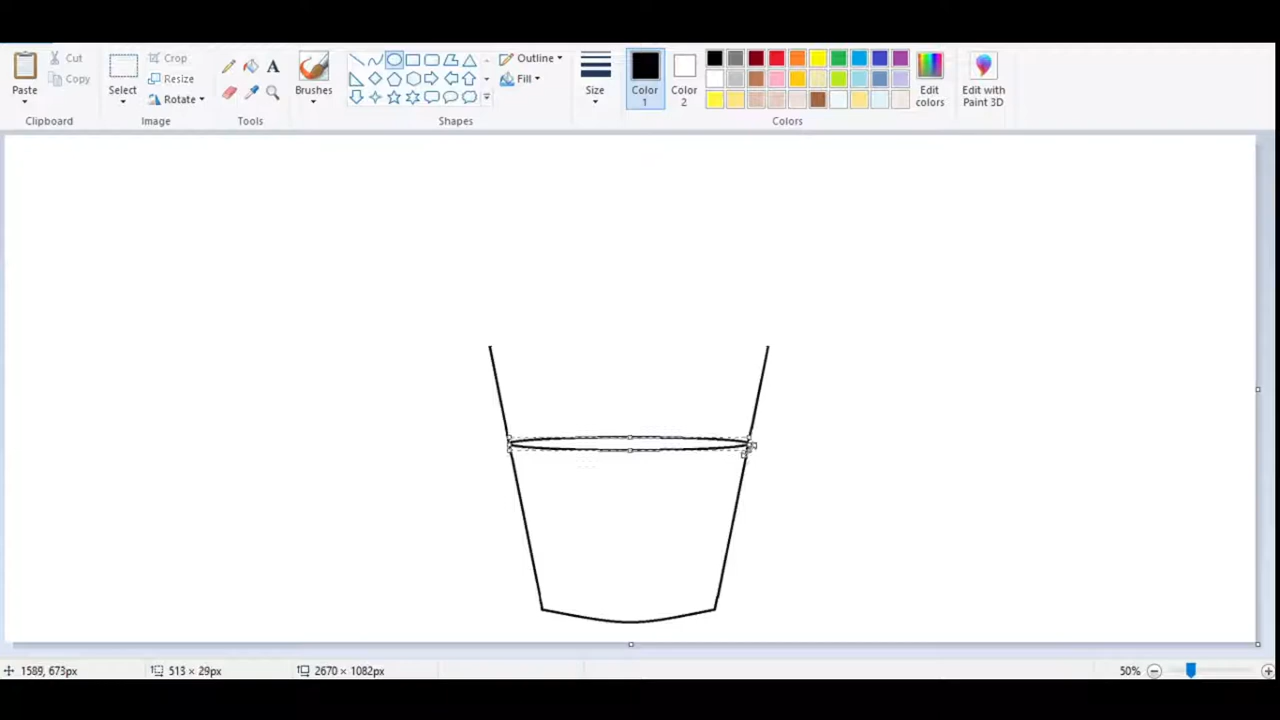 Paste
Cut
Copy
Clipboard
Select
Crop
Resize
Rotate
Image
A
Tools
Brushes
Shapes
Outline
Fill
Size
Color 1
Color 2
Colors
Edit colors
Edit with Paint 3D
1589, 673px
513 × 29px
2670 × 1082px
50%